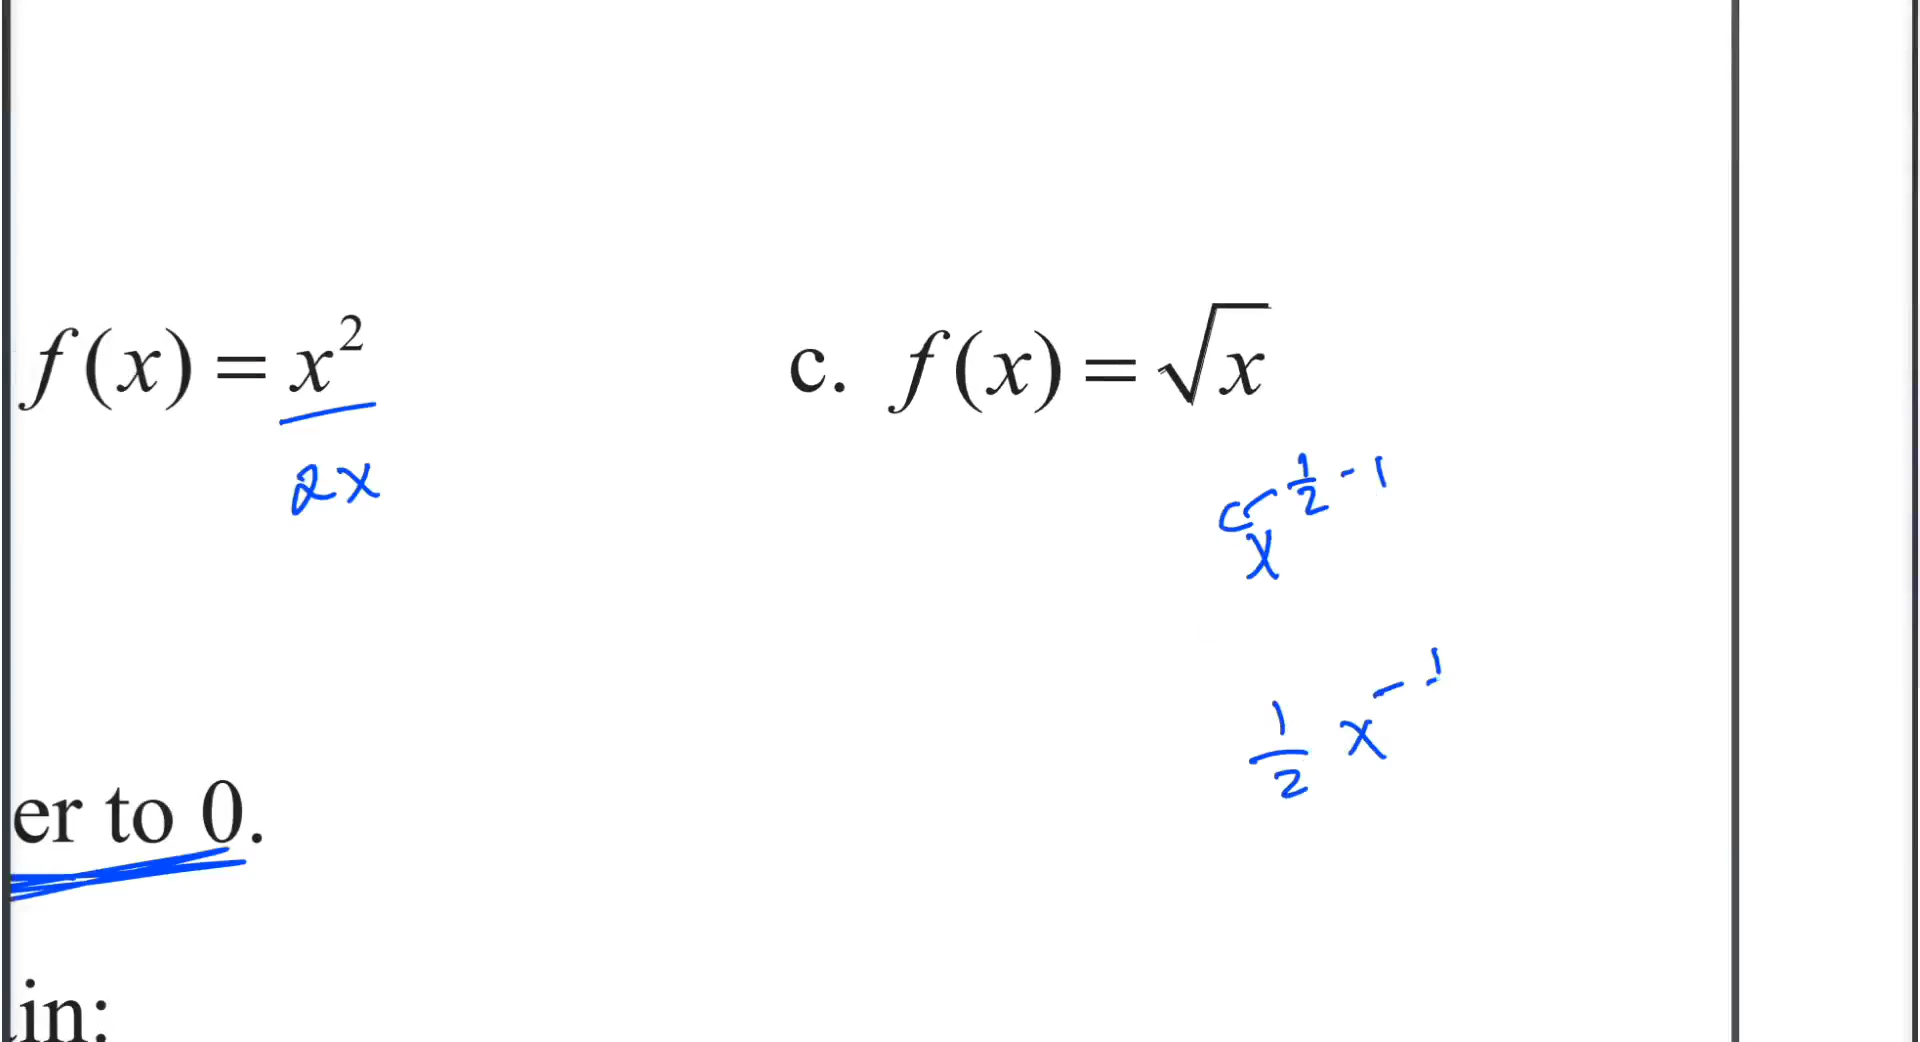 f(x) = x²
c. f(x) = √x
2x
x^(1/2 - 1)
1/2 x^(-1
er to 0.
in: